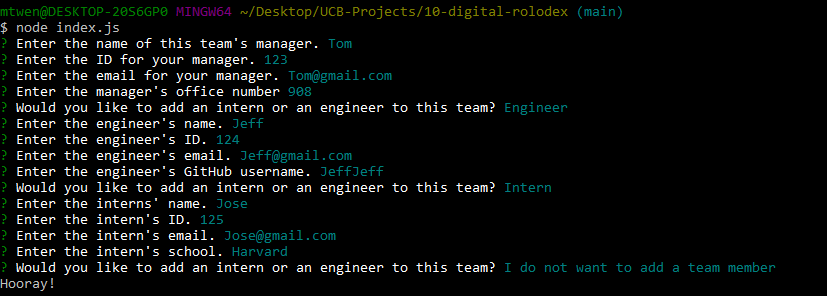 mtwen@DESKTOP-20S6GP0 MINGW64 ~/Desktop/UCB-Projects/10-digital-rolodex (main)
$ node index.js
? Enter the name of this team's manager. Tom
? Enter the ID for your manager. 123
? Enter the email for your manager. Tom@gmail.com
? Enter the manager's office number 908
? Would you like to add an intern or an engineer to this team? Engineer
? Enter the engineer's name. Jeff
? Enter the engineer's ID. 124
? Enter the engineer's email. Jeff@gmail.com
? Enter the engineer's GitHub username. JeffJeff
? Would you like to add an intern or an engineer to this team? Intern
? Enter the interns' name. Jose
? Enter the intern's ID. 125
? Enter the intern's email. Jose@gmail.com
? Enter the intern's school. Harvard
? Would you like to add an intern or an engineer to this team? I do not want to add a team member
Hooray!